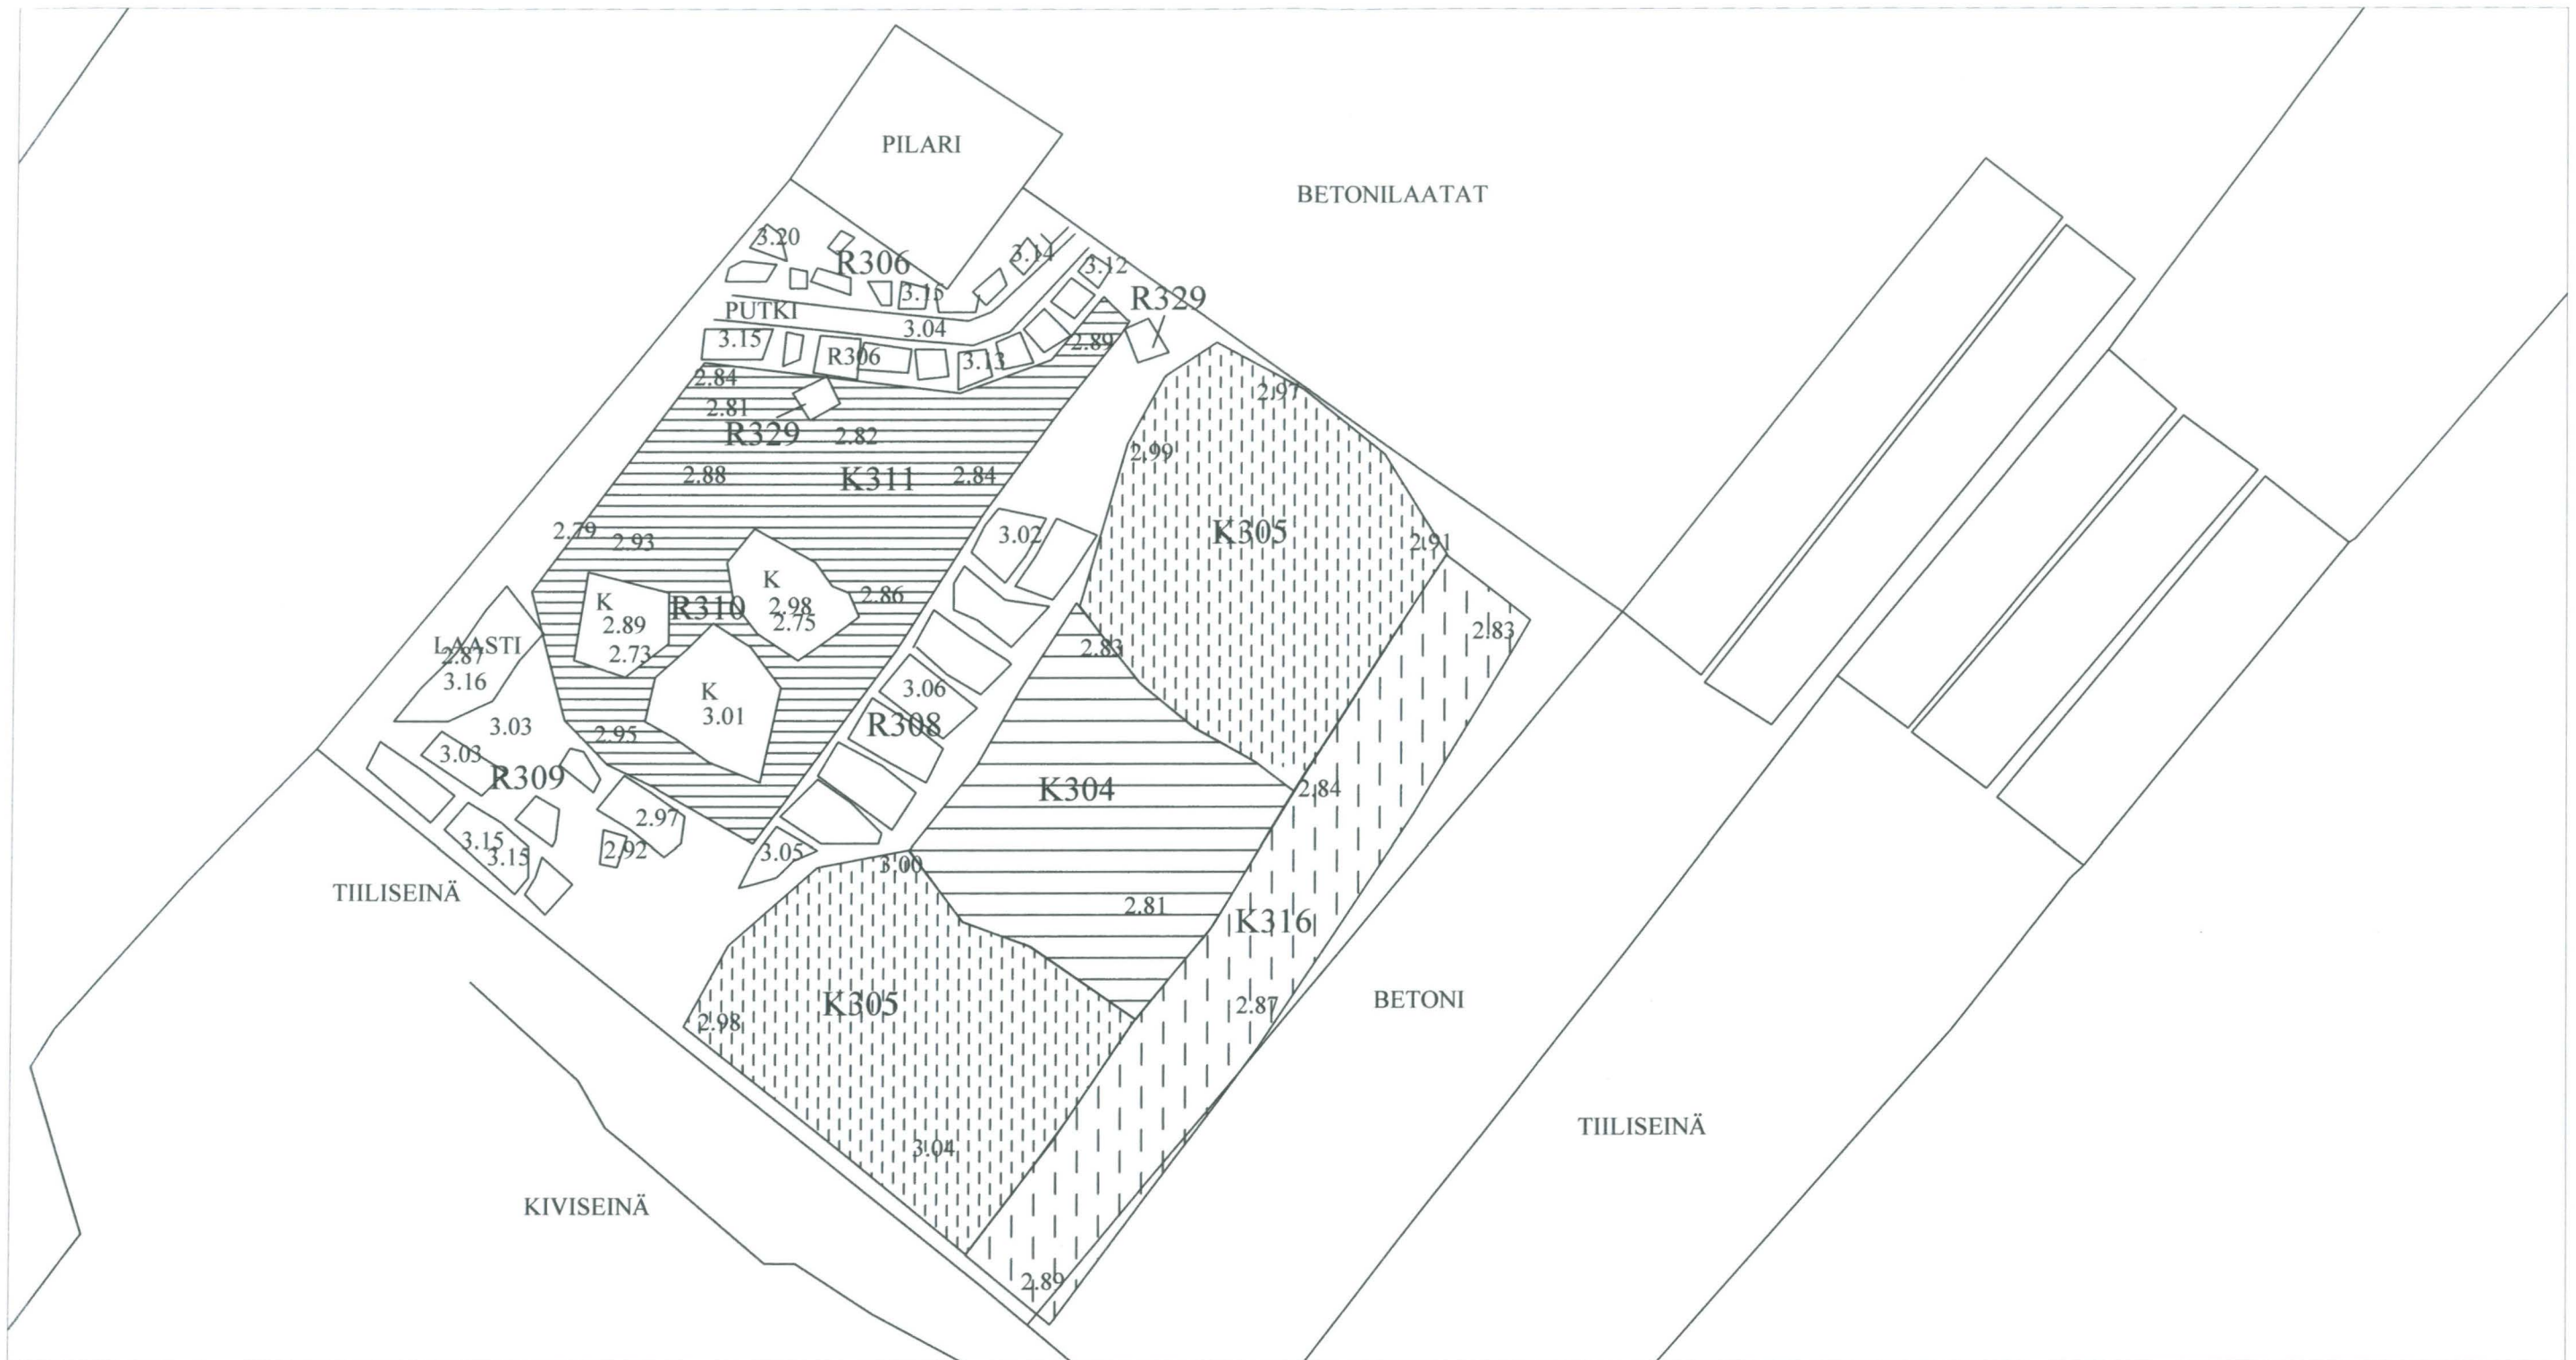 PILARI
BETONILAATAT
3.20
R306
3.14
3.12
3.15
R329
PUTKI
3.04
3.15
R306
3.13
2.89
2.84
2.81
2.97
R329
2.82
2.99
2.88
K311
2.84
2.79
2.93
3.02
K305
2.91
K
2.98
2.75
2.86
K
2.89
R310
2.83
LAASTI
2.87
2.73
2.83
3.16
3.06
K
3.01
3.03
R308
2.95
3.03
R309
K304
2.84
2.97
3.15
3.15
2.92
3.05
3.00
TIILISEINÄ
2.81
K316
K305
2.98
2.87
BETONI
TIILISEINÄ
3.04
KIVISEINÄ
2.89